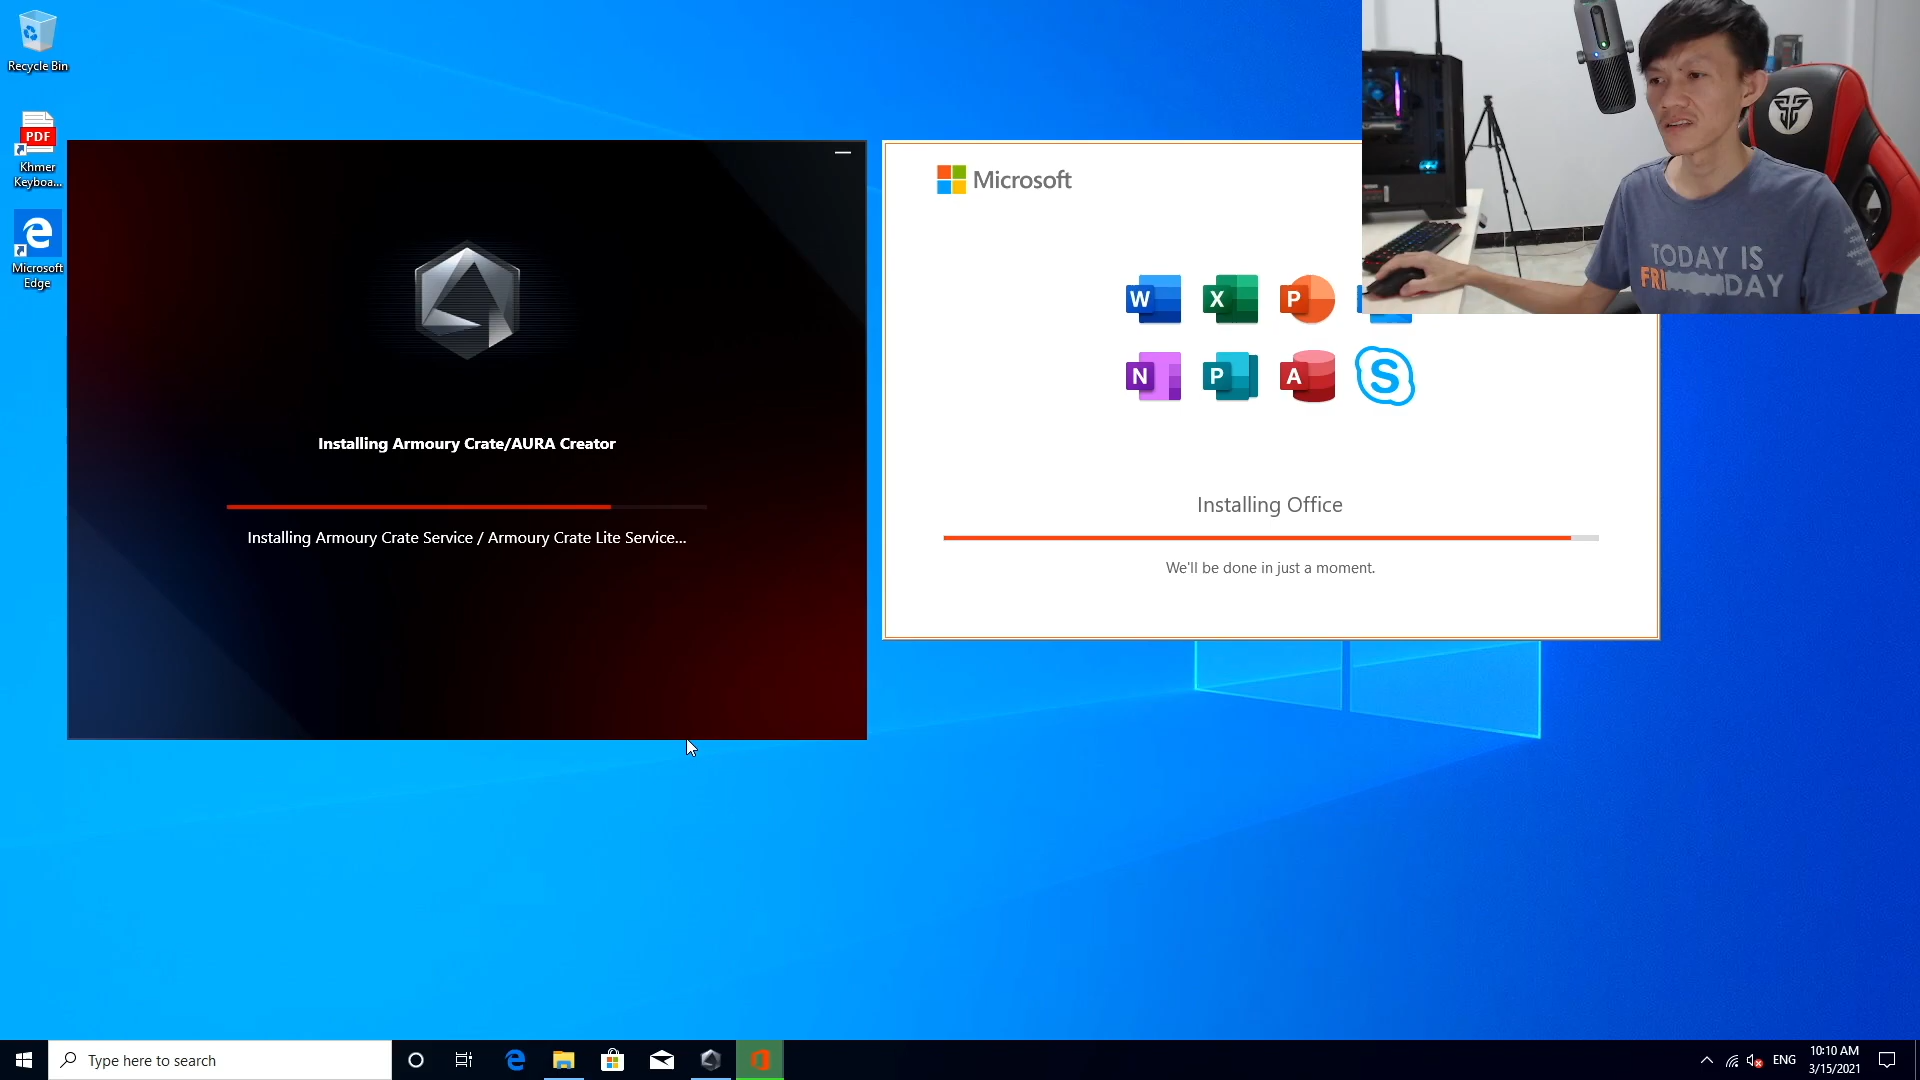 Recycle Bin
PDF
Khmer
Keyboa...
Microsoft
Edge
Installing Armoury Crate/AURA Creator
Installing Armoury Crate Service / Armoury Crate Lite Service...
Microsoft
W
X
P
N
P
A
S
Installing Office
We'll be done in just a moment.
TODAY IS
FRI DAY
Type here to search
ENG
10:10 AM
3/15/2021